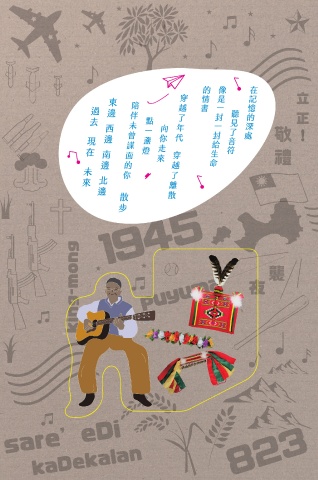 在記憶的深處
聽見了音符
像是一封一封給生命
的情書
穿越了年代 穿越了離散
向你走來
點一盞燈
陪伴未曾謀面的你 散步
東邊 西邊 南邊 北邊
過去 現在 未來
立正！
敬禮
1945
夜襲
sare' eDi
kaDekalan
823